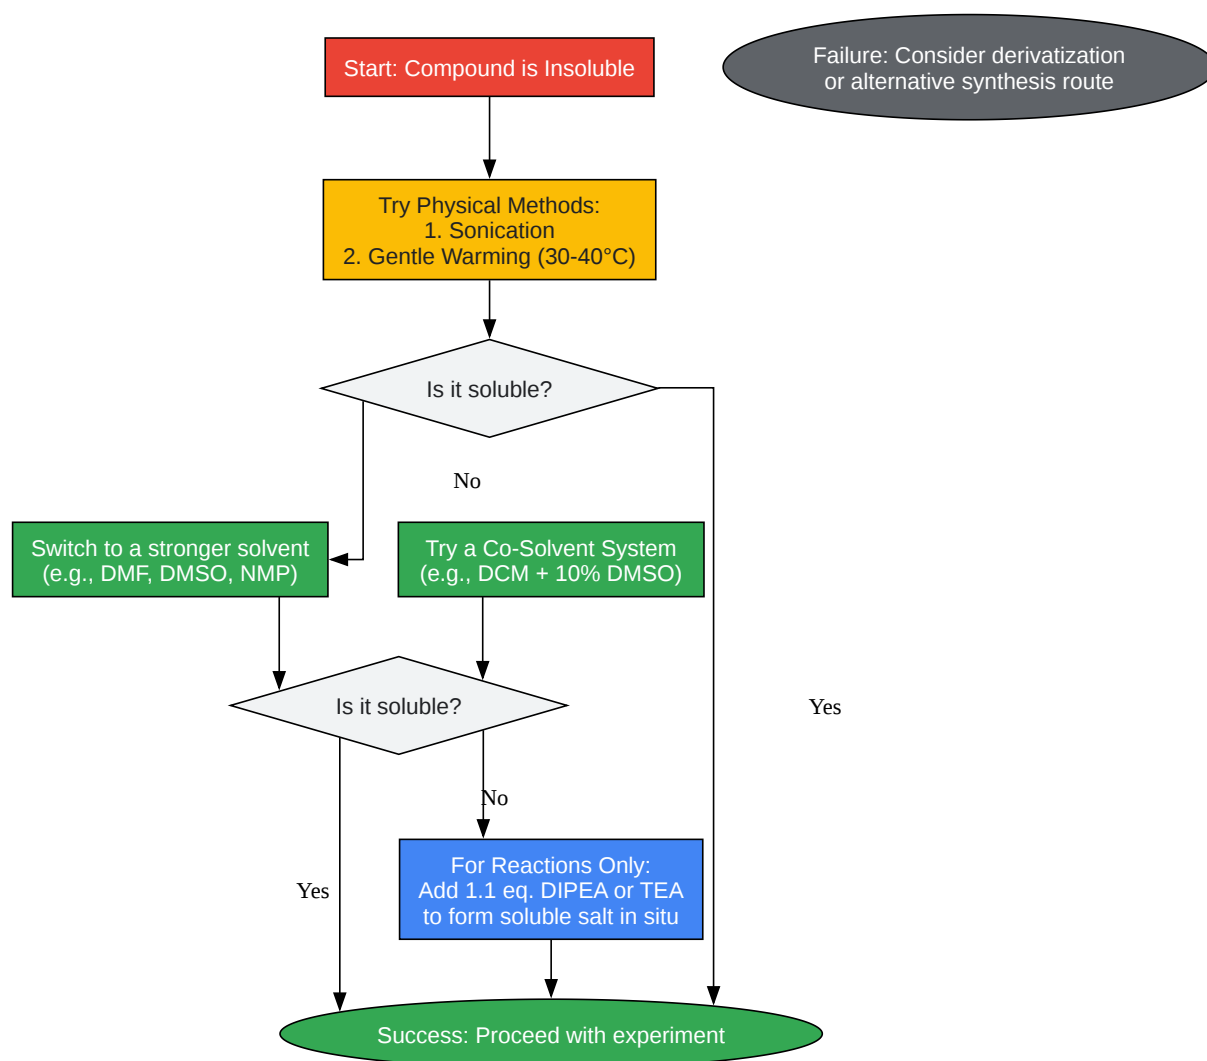 Start: Compound is Insoluble
Failure: Consider derivatization
or alternative synthesis route
Try Physical Methods:
1. Sonication
2. Gentle Warming (30-40°C)
Is it soluble?
No
Switch to a stronger solvent
(e.g., DMF, DMSO, NMP)
Try a Co-Solvent System
(e.g., DCM + 10% DMSO)
Is it soluble?
Yes
No
Yes
For Reactions Only:
Add 1.1 eq. DIPEA or TEA
to form soluble salt in situ
Success: Proceed with experiment